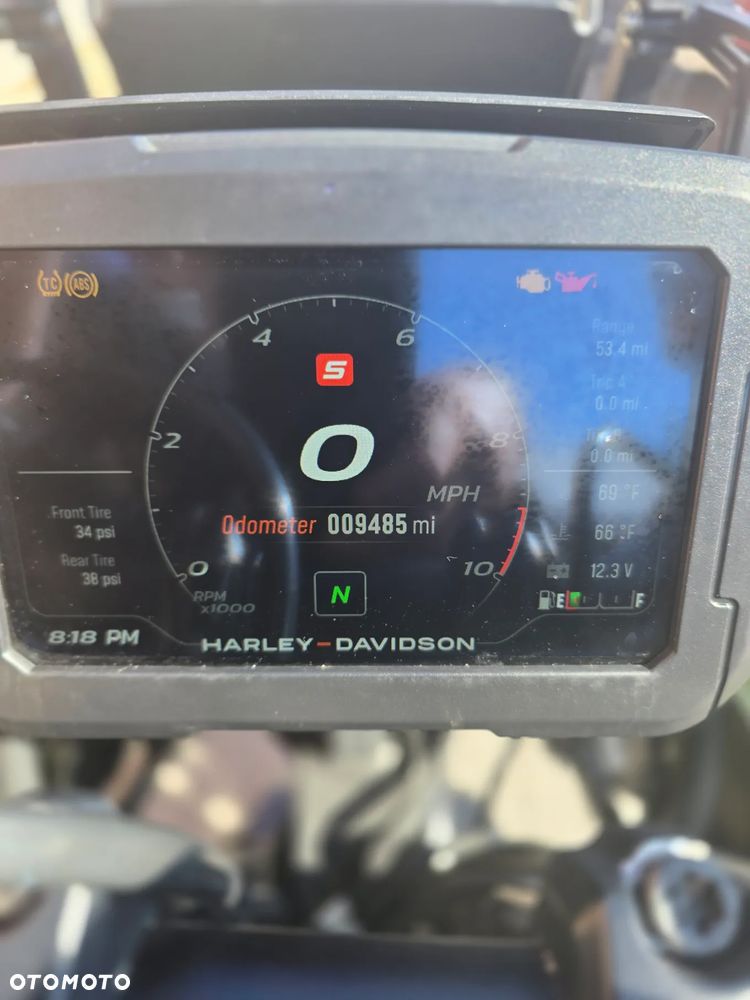 TC ABS
4 6
S
Range
53.4 mi
0.0 mi
2 8
0
MPH
0.0 mi
Front Tire
34 psi
Odometer 009485 mi
69 °F
66 °F
Rear Tire
38 psi
0 10
RPM
x1000
N
12.3 V
E F
8:18 PM
HARLEY-DAVIDSON
OTOMOTO